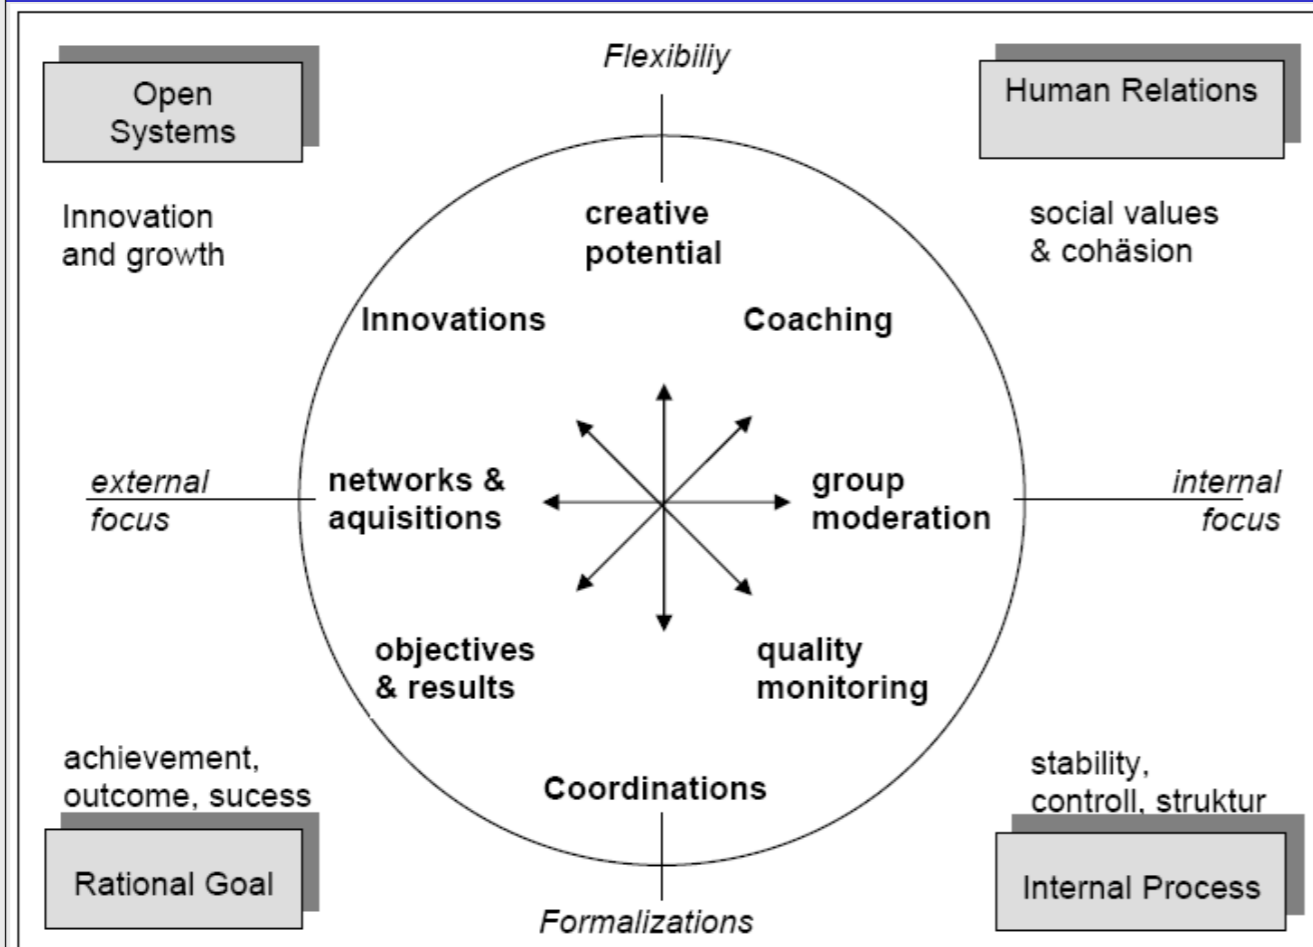 Flexibiliy
Open
Systems
Human Relations
Innovation
and growth
social values
& cohäsion
creative
potential
Innovations
Coaching
external
focus
networks &
aquisitions
group
moderation
internal
focus
objectives
& results
quality
monitoring
achievement,
outcome, sucess
Coordinations
stability,
controll, struktur
Rational Goal
Internal Process
Formalizations